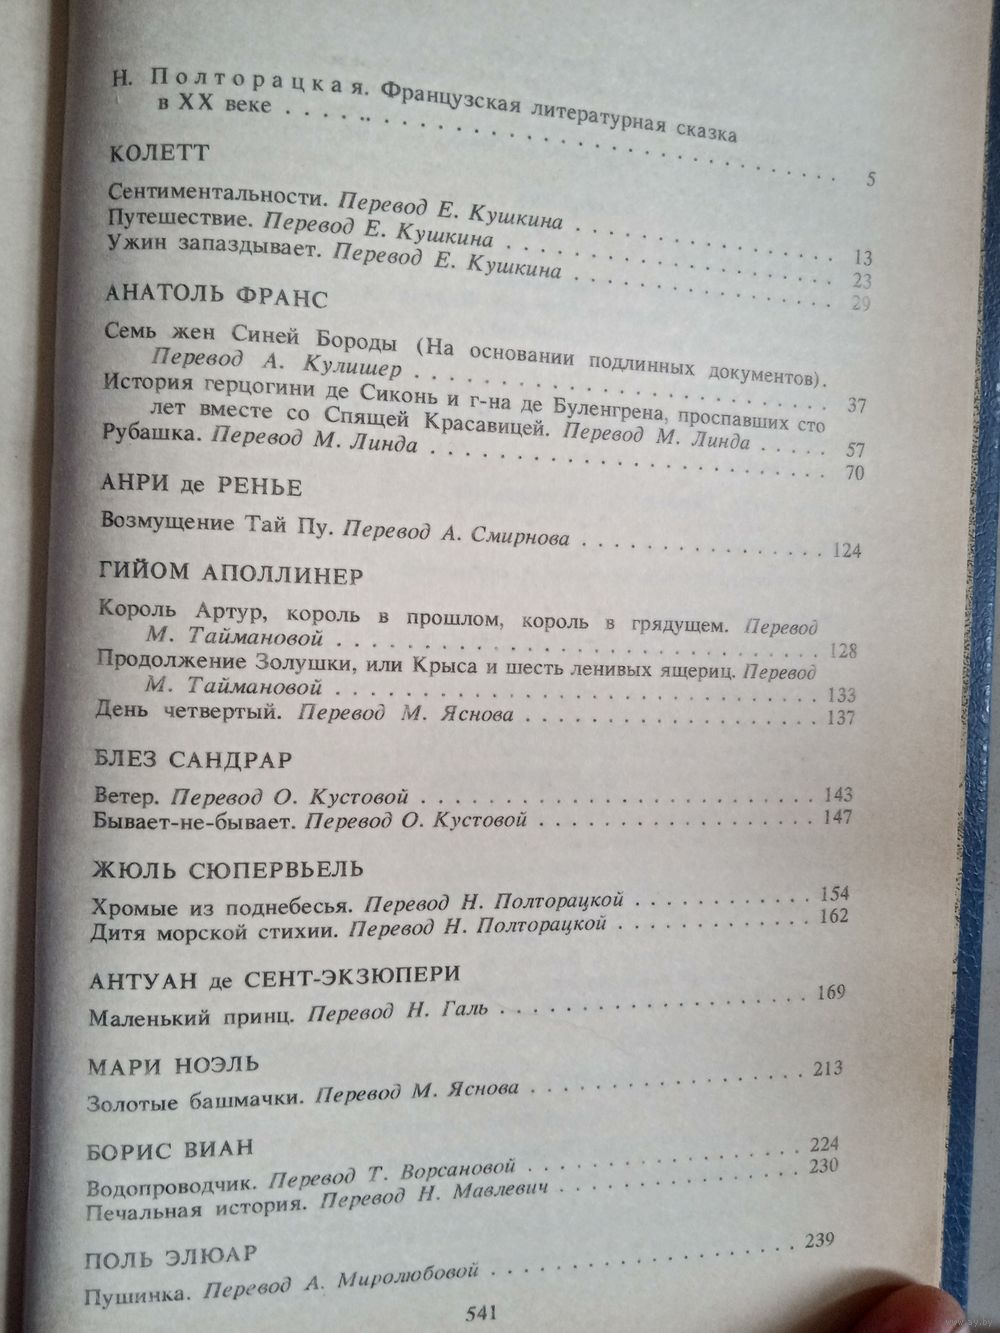 Н. Полторацкая. Французская литературная сказка
в XX веке . . . . . . . . . . . . . . . . . . . . . . . . . . . . . . 5
КОЛЕТТ
Сентиментальности. Перевод Е. Кушкина . . . . . . . . . . . . . . 13
Путешествие. Перевод Е. Кушкина . . . . . . . . . . . . . . . . . 23
Ужин запаздывает. Перевод Е. Кушкина . . . . . . . . . . . . . . 29
АНАТОЛЬ ФРАНС
Семь жен Синей Бороды (На основании подлинных документов).
Перевод А. Кулишер . . . . . . . . . . . . . . . . . . . . . . 37
История герцогини де Сиконь и г-на де Буленгрена, проспавших сто
лет вместе со Спящей Красавицей. Перевод М. Линда . . . . . 57
Рубашка. Перевод М. Линда . . . . . . . . . . . . . . . . . . . . 70
АНРИ де РЕНЬЕ
Возмущение Тай Пу. Перевод А. Смирнова . . . . . . . . . . . . . 124
ГИЙОМ АПОЛЛИНЕР
Король Артур, король в прошлом, король в грядущем. Перевод
М. Таймановой . . . . . . . . . . . . . . . . . . . . . . . . 128
Продолжение Золушки, или Крыса и шесть ленивых ящериц. Перевод
М. Таймановой . . . . . . . . . . . . . . . . . . . . . . . . 133
День четвертый. Перевод М. Яснова . . . . . . . . . . . . . . . . 137
БЛЕЗ САНДРАР
Ветер. Перевод О. Кустовой . . . . . . . . . . . . . . . . . . . . 143
Бывает-не-бывает. Перевод О. Кустовой . . . . . . . . . . . . . . 147
ЖЮЛЬ СЮПЕРВЬЕЛЬ
Хромые из поднебесья. Перевод Н. Полторацкой . . . . . . . . . . 154
Дитя морской стихии. Перевод Н. Полторацкой . . . . . . . . . . . 162
АНТУАН де СЕНТ-ЭКЗЮПЕРИ
Маленький принц. Перевод Н. Галь . . . . . . . . . . . . . . . . . 169
МАРИ НОЭЛЬ
Золотые башмачки. Перевод М. Яснова . . . . . . . . . . . . . . . 213
БОРИС ВИАН
Водопроводчик. Перевод Т. Ворсановой . . . . . . . . . . . . . . . 224
Печальная история. Перевод Н. Мавлевич . . . . . . . . . . . . . . 230
ПОЛЬ ЭЛЮАР
Пушинка. Перевод А. Миролюбовой . . . . . . . . . . . . . . . . . 239
541
www.ay.by